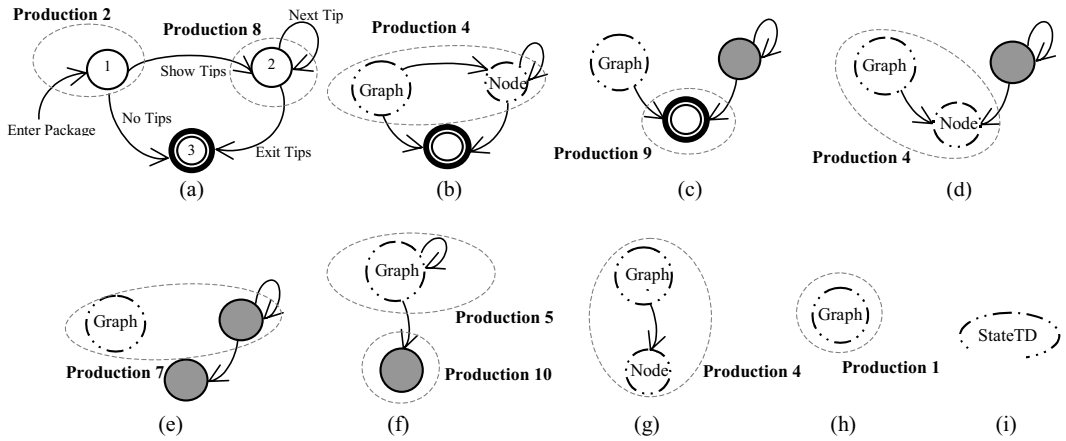 Production 2
Production 8
Next Tip
1
2
Show Tips
Enter Package
No Tips
3
Exit Tips
(a)
Production 4
Graph
Node
(b)
Graph
Production 9
(c)
Graph
Node
Production 4
(d)
Graph
Production 7
(e)
Graph
Production 5
Production 10
(f)
Graph
Node
Production 4
(g)
Graph
Production 1
(h)
StateTD
(i)